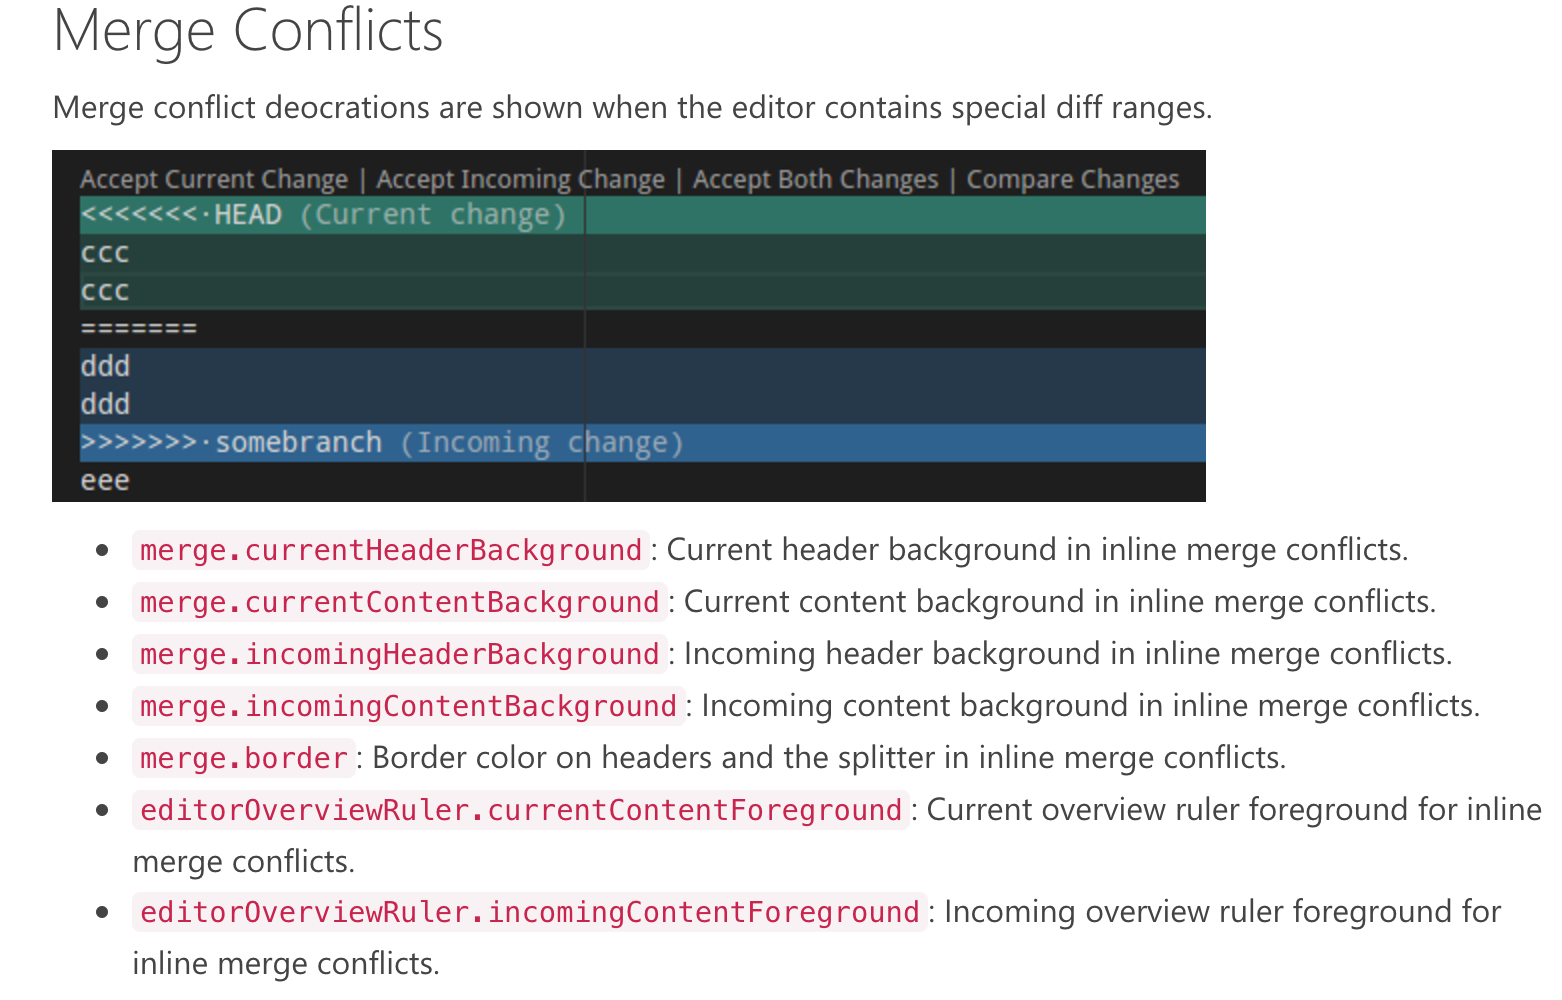 Merge Conflicts
Merge conflict deocrations are shown when the editor contains special diff ranges.
Accept Current Change | Accept Incoming Change | Accept Both Changes | Compare Changes
<<<<<<<·HEAD (Current change)
ccc
ccc
=======
ddd
ddd
>>>>>>>·somebranch (Incoming change)
eee
• merge.currentHeaderBackground: Current header background in inline merge conflicts.
• merge.currentContentBackground: Current content background in inline merge conflicts.
• merge.incomingHeaderBackground: Incoming header background in inline merge conflicts.
• merge.incomingContentBackground: Incoming content background in inline merge conflicts.
• merge.border: Border color on headers and the splitter in inline merge conflicts.
• editorOverviewRuler.currentContentForeground: Current overview ruler foreground for inline
merge conflicts.
• editorOverviewRuler.incomingContentForeground: Incoming overview ruler foreground for
inline merge conflicts.